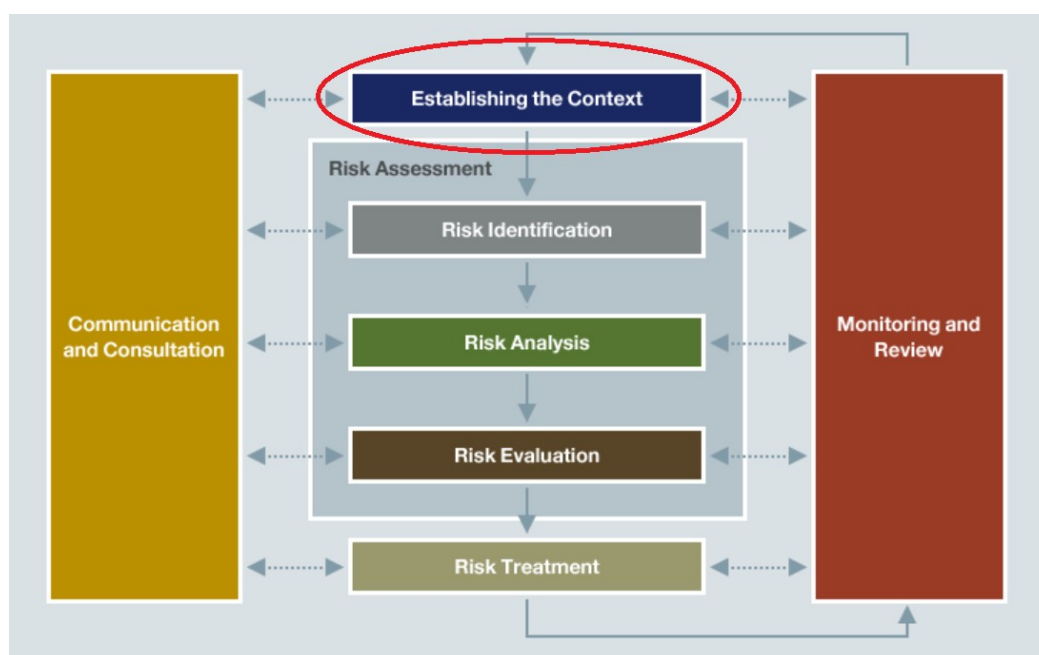 Establishing the Context
Risk Assessment
Risk Identification
Communication
and Consultation
Risk Analysis
Monitoring and
Review
Risk Evaluation
Risk Treatment